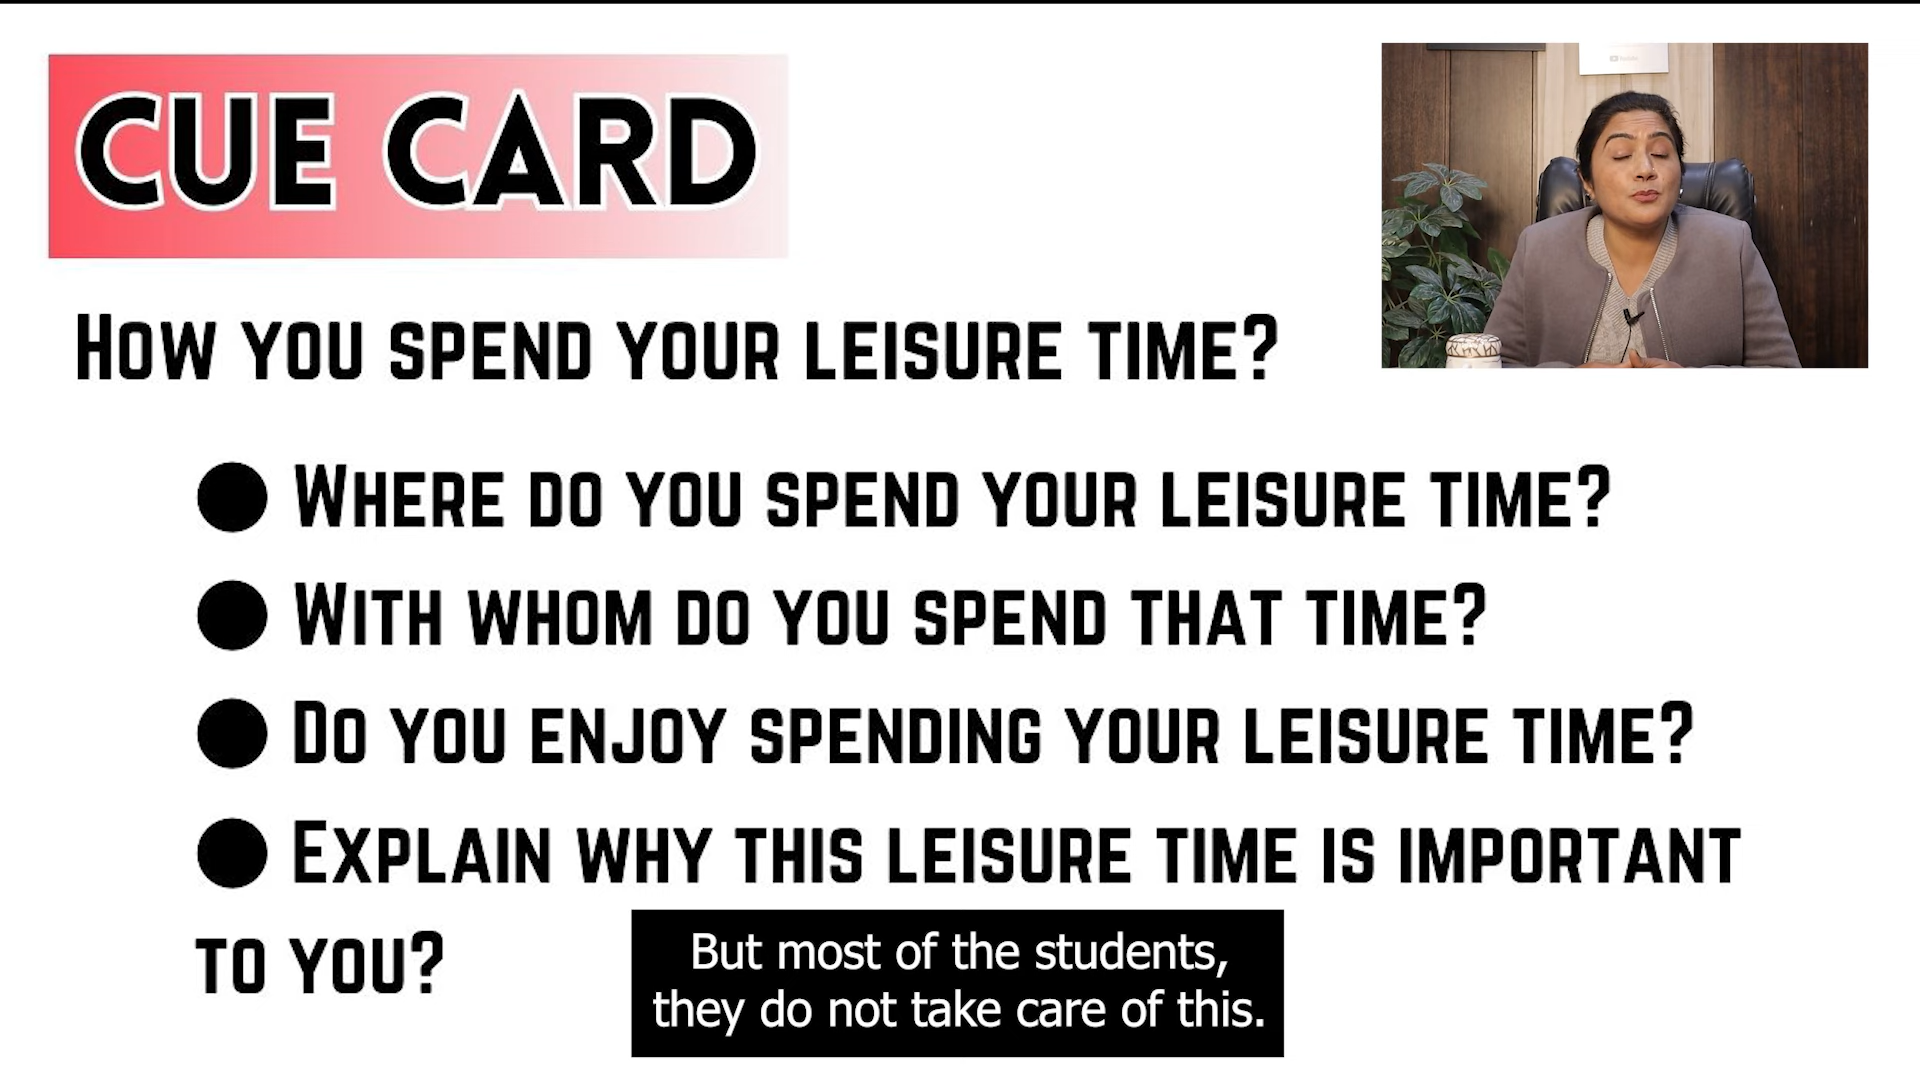 CUE CARD
HOW YOU SPEND YOUR LEISURE TIME?
● WHERE DO YOU SPEND YOUR LEISURE TIME?
● WITH WHOM DO YOU SPEND THAT TIME?
● DO YOU ENJOY SPENDING YOUR LEISURE TIME?
● EXPLAIN WHY THIS LEISURE TIME IS IMPORTANT
TO YOU?
But most of the students,
they do not take care of this.